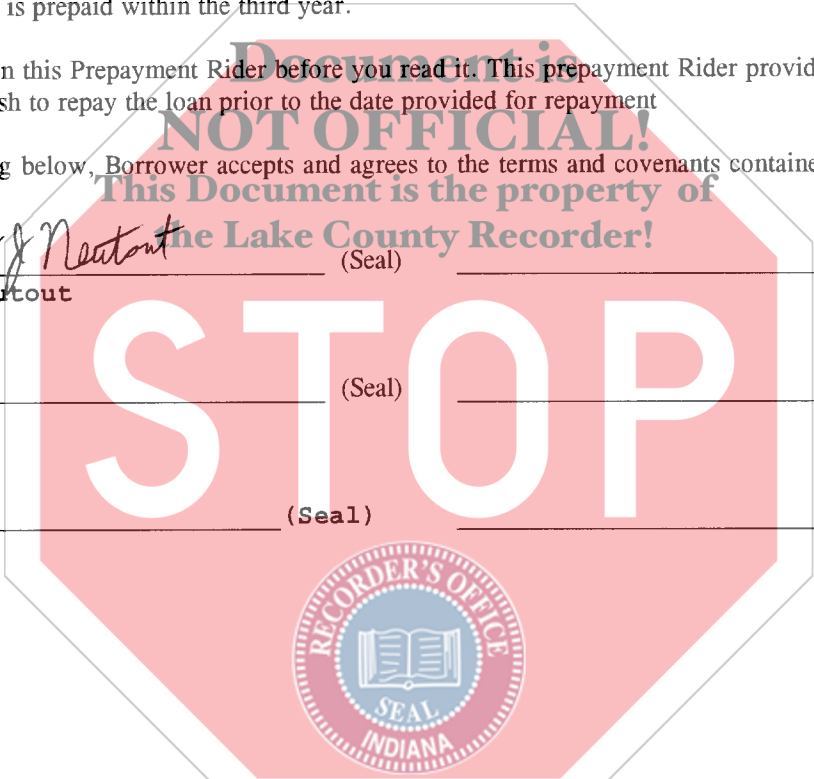 is prepaid within the third year.
Document is
n this Prepayment Rider before you read it. This prepayment Rider provid
sh to repay the loan prior to the date provided for repayment
NOT OFFICIAL!
g below, Borrower accepts and agrees to the terms and covenants containe
This Document is the property of
the Lake County Recorder!
J Neutout (Seal)
utout
(Seal)
STOP
(Seal)
RECORDER'S OFFICE
SEAL
INDIANA